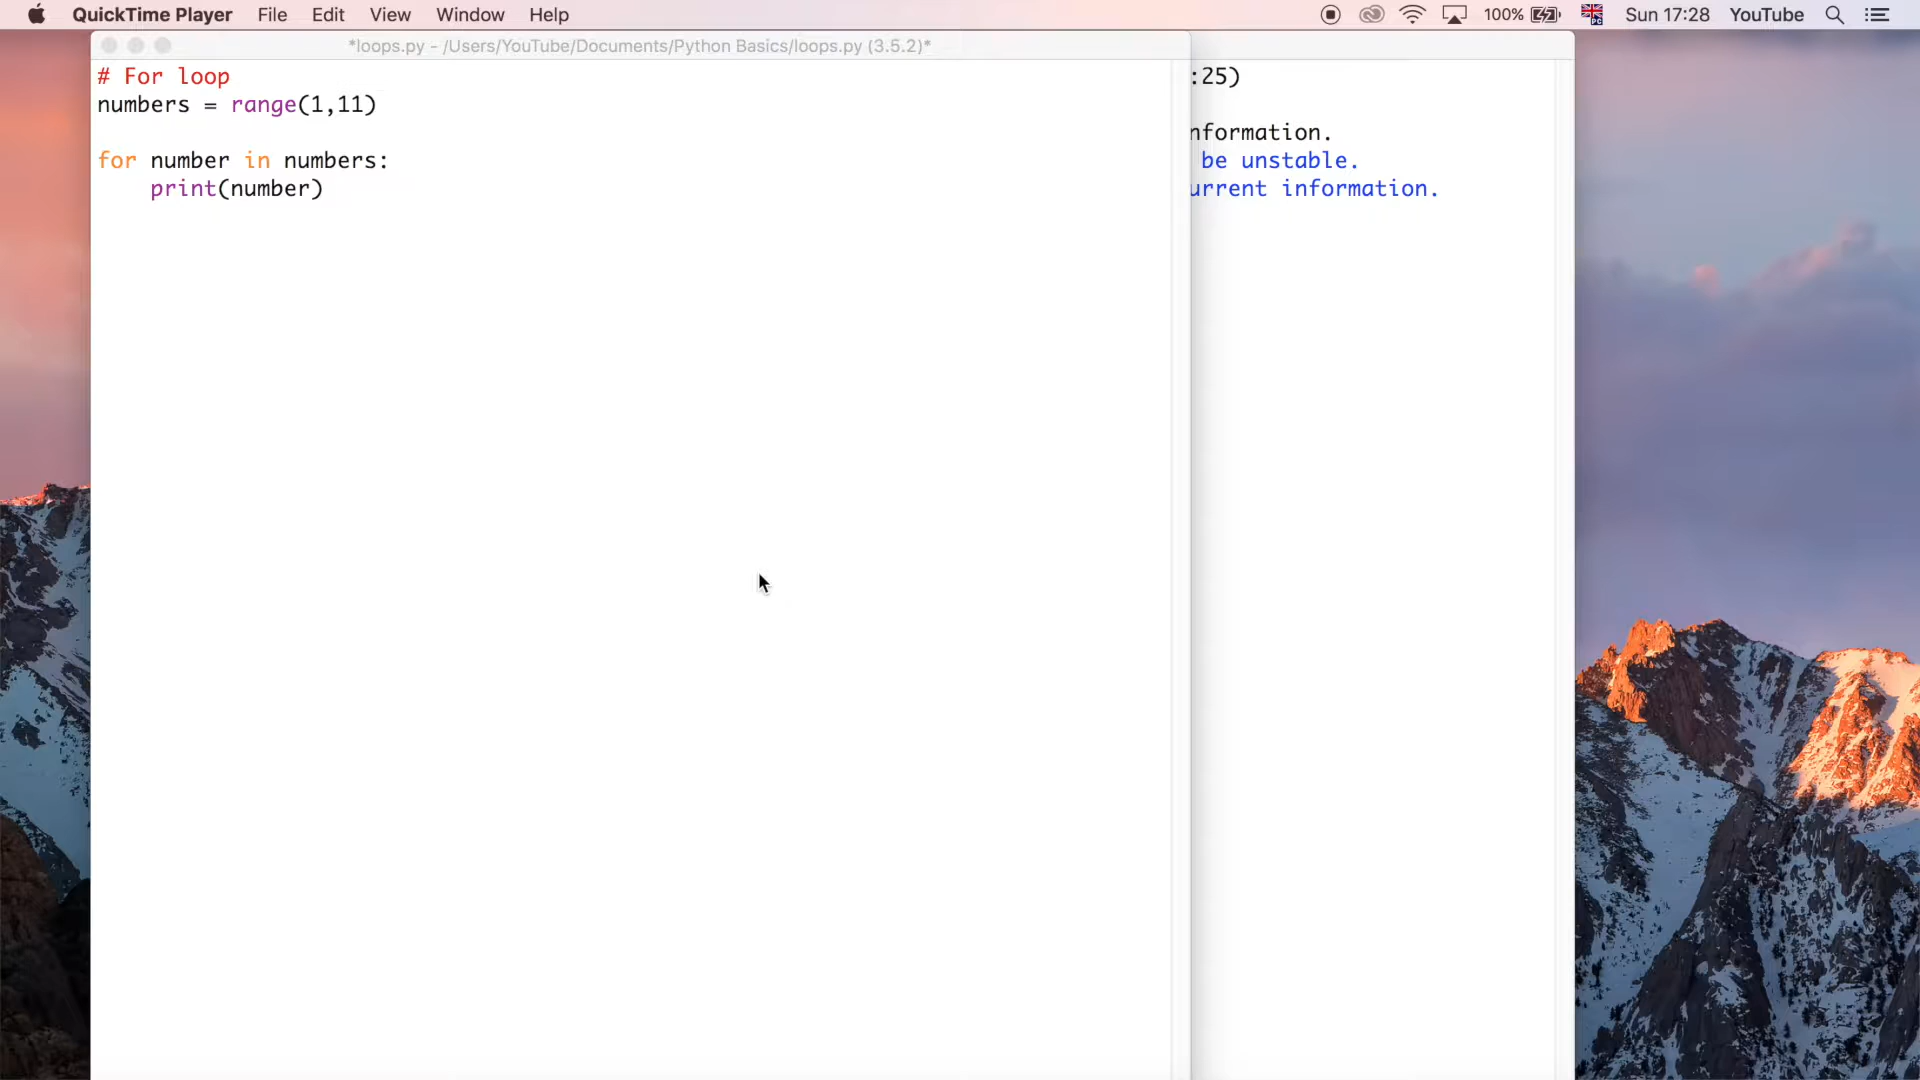 QuickTime Player File Edit View Window Help 100% Sun 17:28 YouTube
*loops.py - /Users/YouTube/Documents/Python Basics/loops.py (3.5.2)*
# For loop
numbers = range(1,11)
for number in numbers:
print(number)
:25)
nformation.
be unstable.
urrent information.